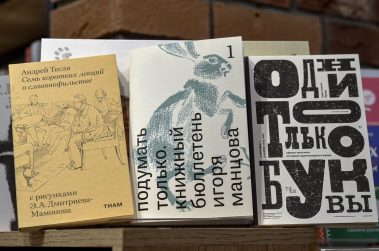 Андрей Тесля
Семь коротких лекций
о славянофильстве
с рисунками
Э. А. Дмитриева-
Мамонова
ТИАМ
1
подумать
только.
книжный
бюллетень
игоря
манцова
ОДНИ
ТОЛЬКО
БУКВЫ